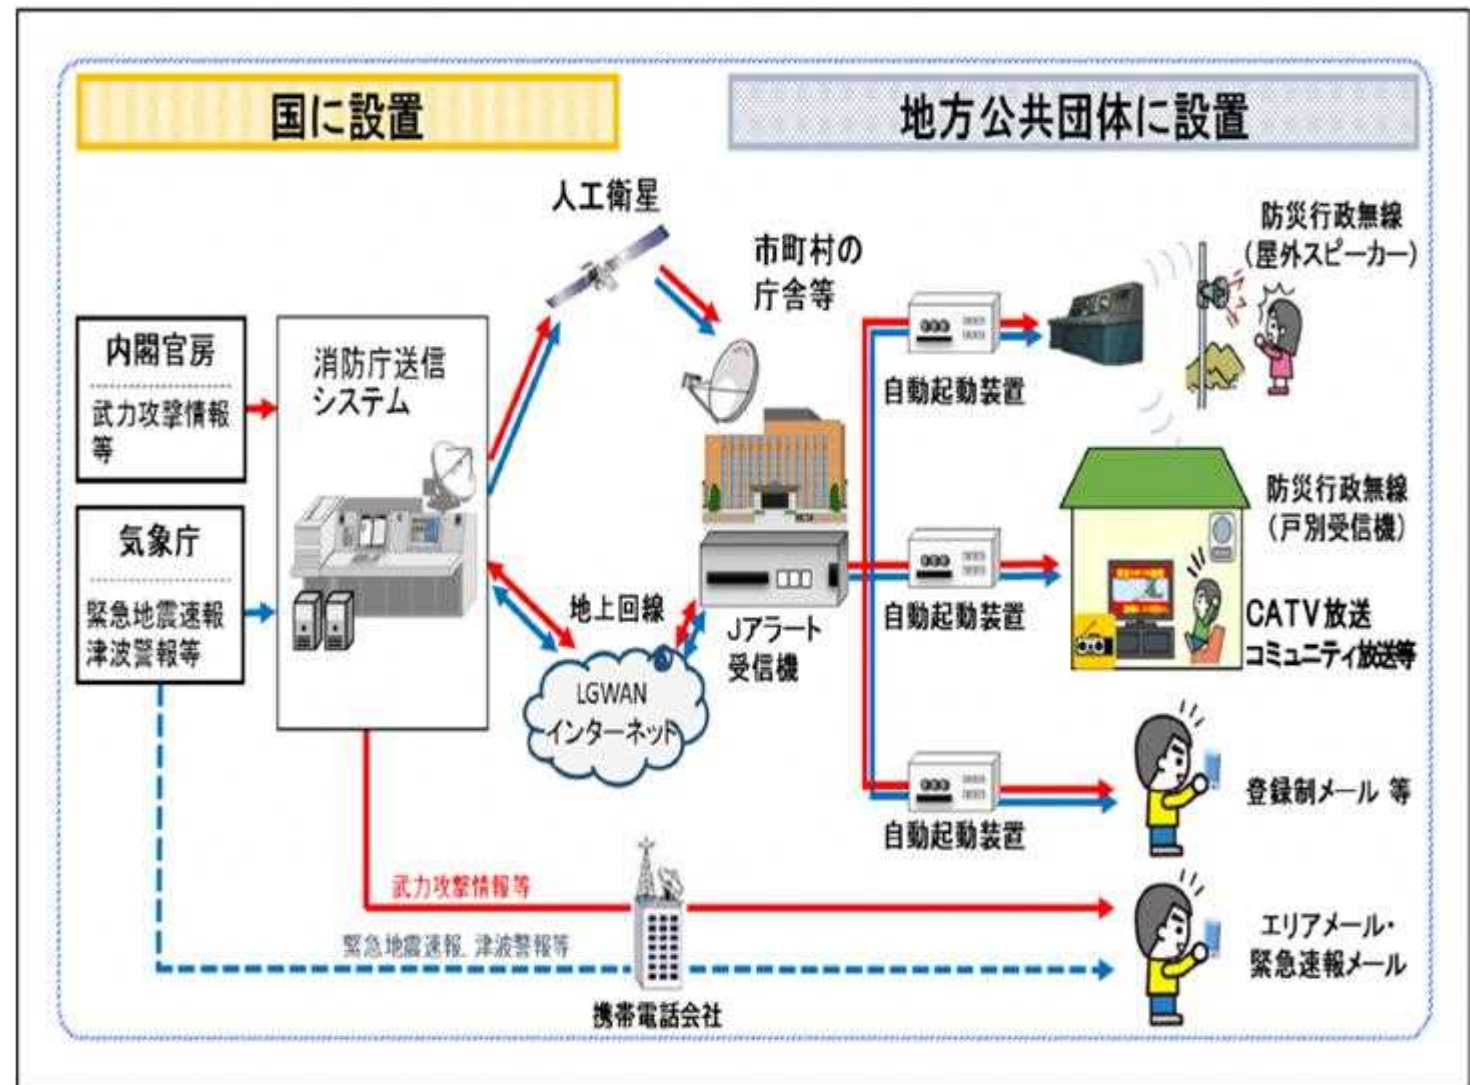 国に設置
地方公共団体に設置
人工衛星
市町村の
庁舎等
防災行政無線
(屋外スピーカー)
内閣官房
武力攻撃情報
等
消防庁送信
システム
自動起動装置
気象庁
緊急地震速報
津波警報等
地上回線
LGWAN
インターネット
Jアラート
受信機
自動起動装置
防災行政無線
(戸別受信機)
CATV放送
コミュニティ放送等
自動起動装置
登録制メール 等
武力攻撃情報等
緊急地震速報、津波警報等
携帯電話会社
エリアメール・
緊急速報メール